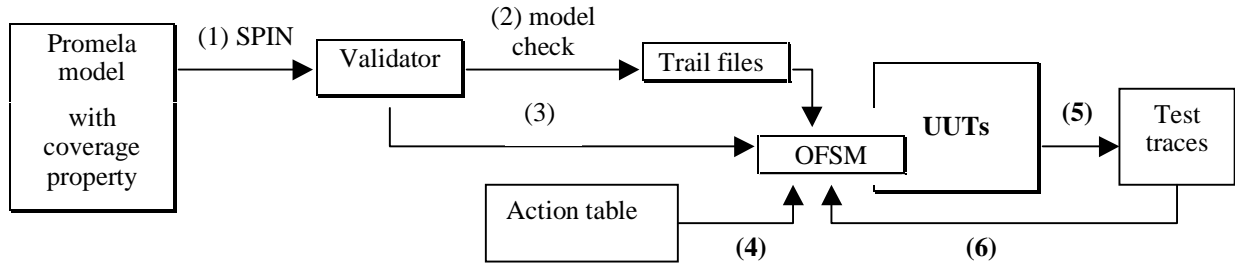 Promela
model
with
coverage
property
(1) SPIN
Validator
(2) model
check
Trail files
(3)
OFSM
UUTs
(5)
Test
traces
Action table
(4)
(6)